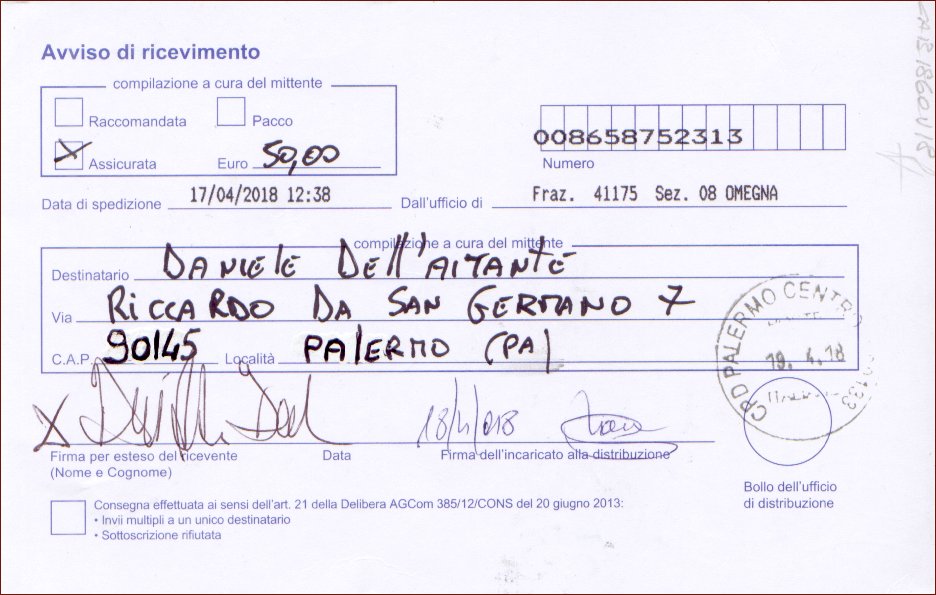 Avviso di ricevimento
compilazione a cura del mittente
Raccomandata Pacco
Assicurata Euro 50,00
008658752313
Numero
Data di spedizione 17/04/2018 12:38 Dall'ufficio di Fraz. 41175 Sez. 08 OMEGNA
compilazione a cura del mittente
Destinatario DANIELE DELL'AITANTE
Via RICCARDO DA SAN GERMANO 7
C.A.P. 90145 Località PALERMO (PA)
CPD PALERMO CENTRO
19.4.18
X 18/4/2018
Firma per esteso del ricevente Data Firma dell'incaricato alla distribuzione
(Nome e Cognome)
Bollo dell'ufficio
di distribuzione
Consegna effettuata ai sensi dell'art. 21 della Delibera AGCom 385/12/CONS del 20 giugno 2013:
• Invii multipli a un unico destinatario
• Sottoscrizione rifiutata